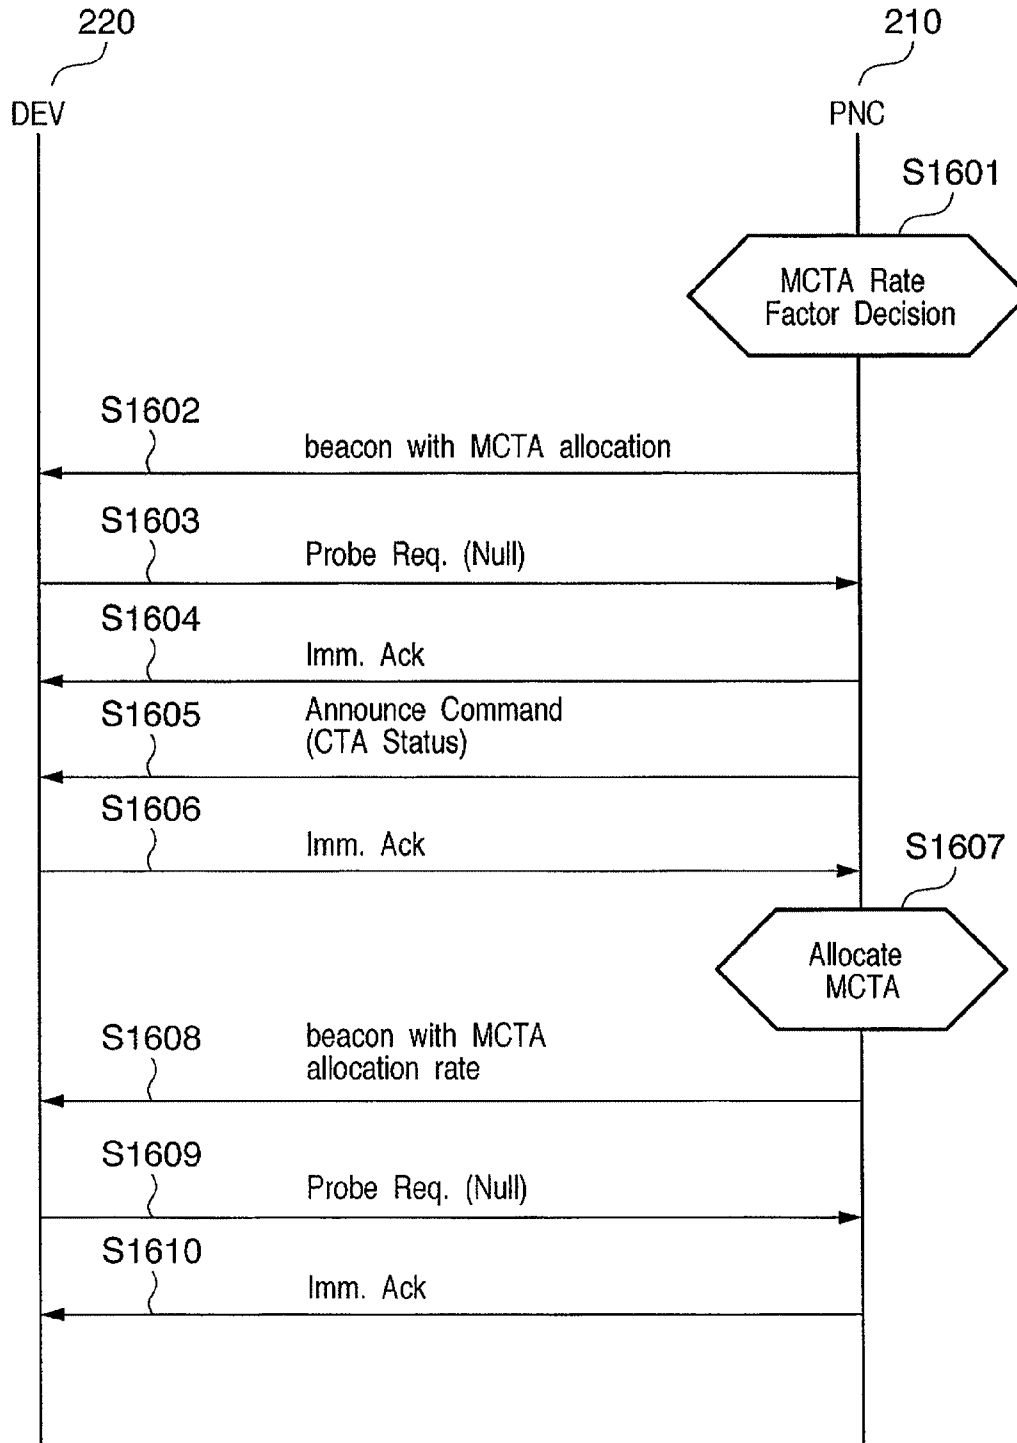 220
210
DEV
PNC
S1601
MCTA Rate
Factor Decision
S1602
beacon with MCTA allocation
S1603
Probe Req. (Null)
S1604
Imm. Ack
S1605
Announce Command
(CTA Status)
S1606
Imm. Ack
S1607
Allocate
MCTA
S1608
beacon with MCTA
allocation rate
S1609
Probe Req. (Null)
S1610
Imm. Ack